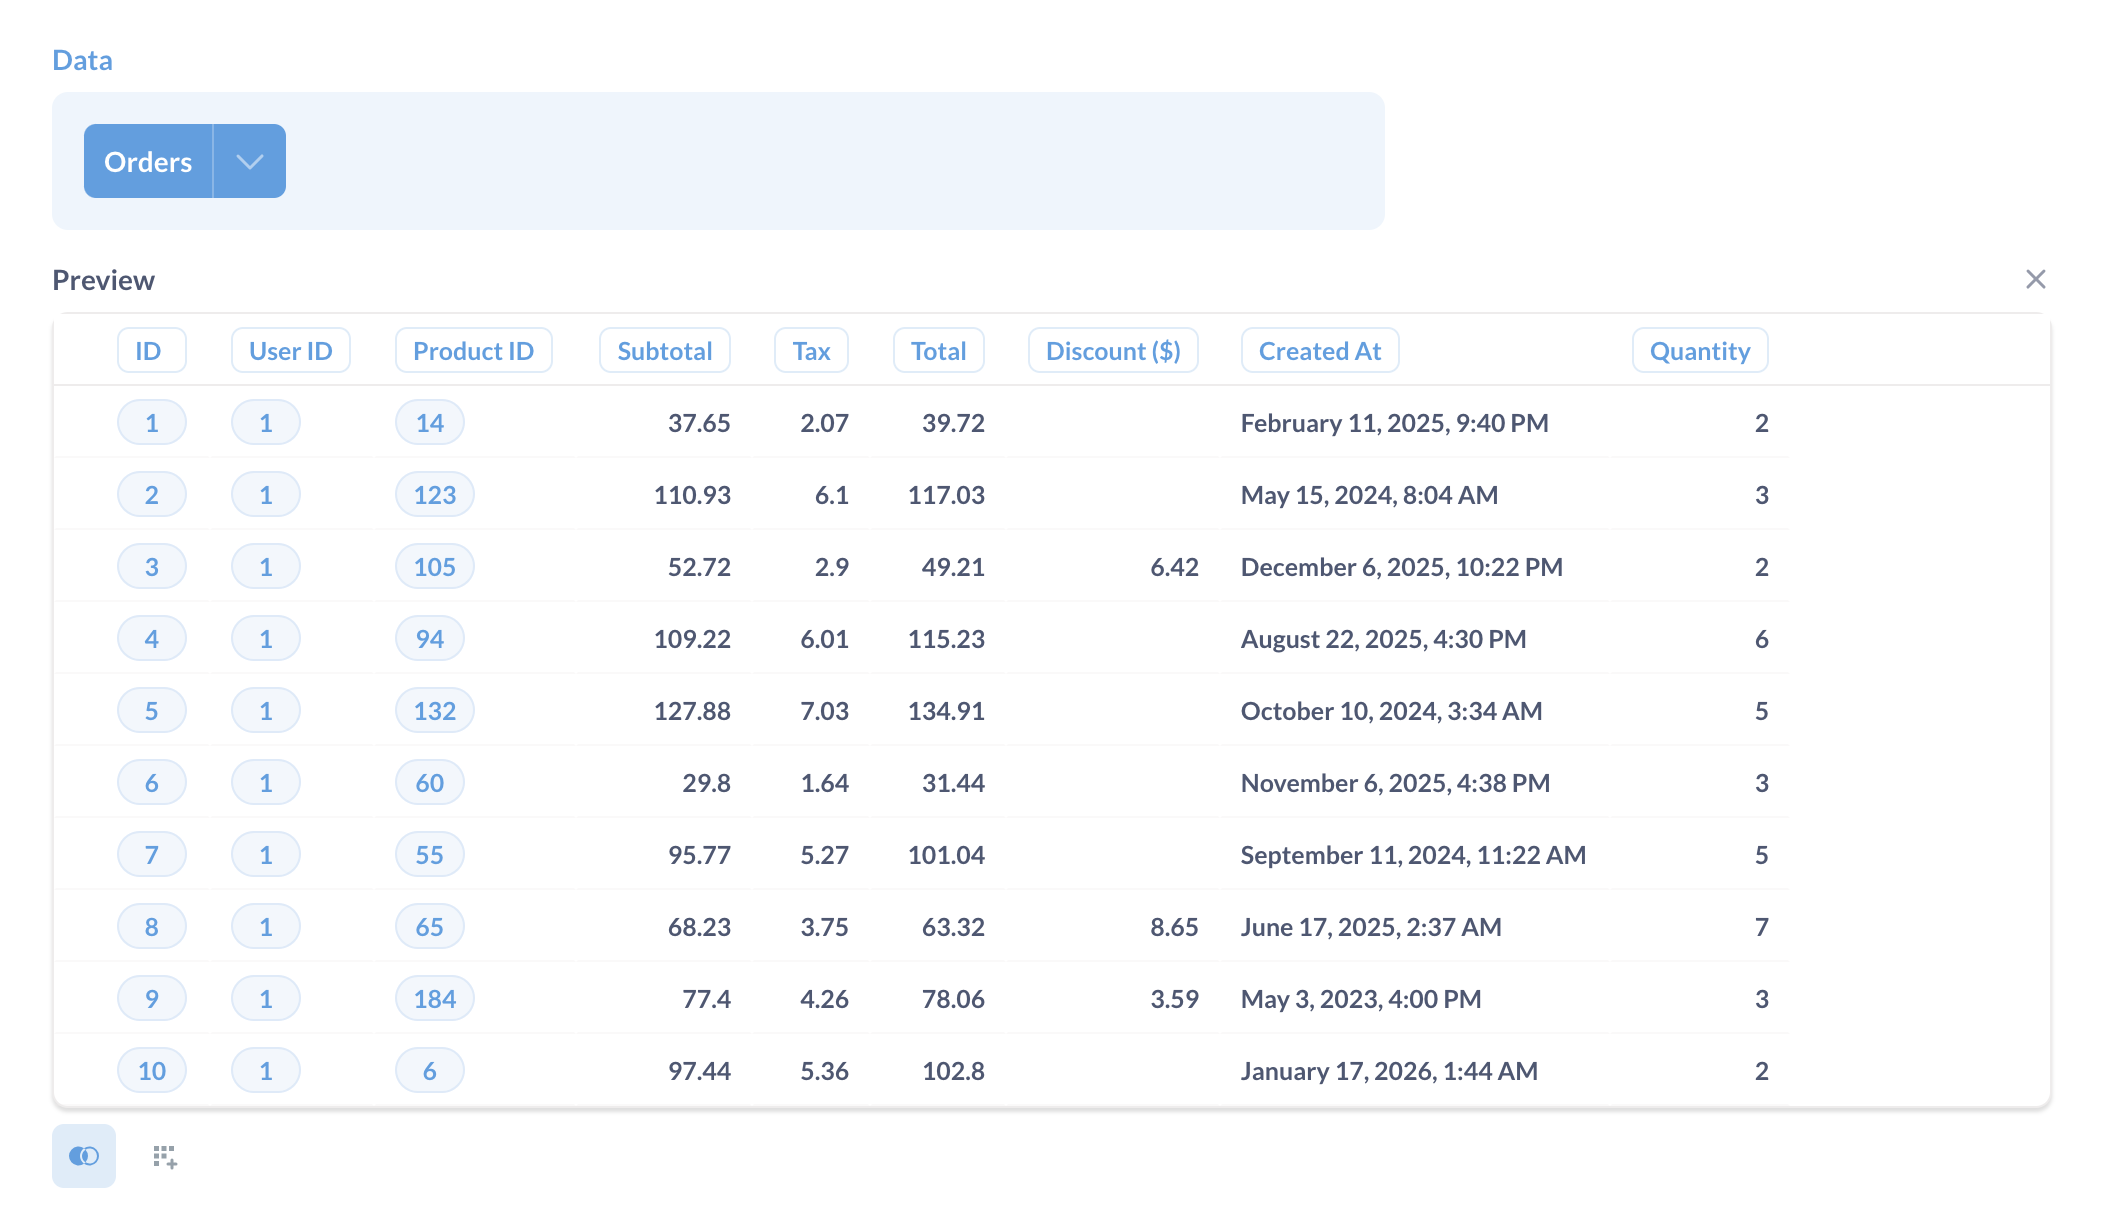 Data
Orders
Preview
ID User ID Product ID Subtotal Tax Total Discount ($) Created At Quantity
1 1 14 37.65 2.07 39.72 February 11, 2025, 9:40 PM 2
2 1 123 110.93 6.1 117.03 May 15, 2024, 8:04 AM 3
3 1 105 52.72 2.9 49.21 6.42 December 6, 2025, 10:22 PM 2
4 1 94 109.22 6.01 115.23 August 22, 2025, 4:30 PM 6
5 1 132 127.88 7.03 134.91 October 10, 2024, 3:34 AM 5
6 1 60 29.8 1.64 31.44 November 6, 2025, 4:38 PM 3
7 1 55 95.77 5.27 101.04 September 11, 2024, 11:22 AM 5
8 1 65 68.23 3.75 63.32 8.65 June 17, 2025, 2:37 AM 7
9 1 184 77.4 4.26 78.06 3.59 May 3, 2023, 4:00 PM 3
10 1 6 97.44 5.36 102.8 January 17, 2026, 1:44 AM 2